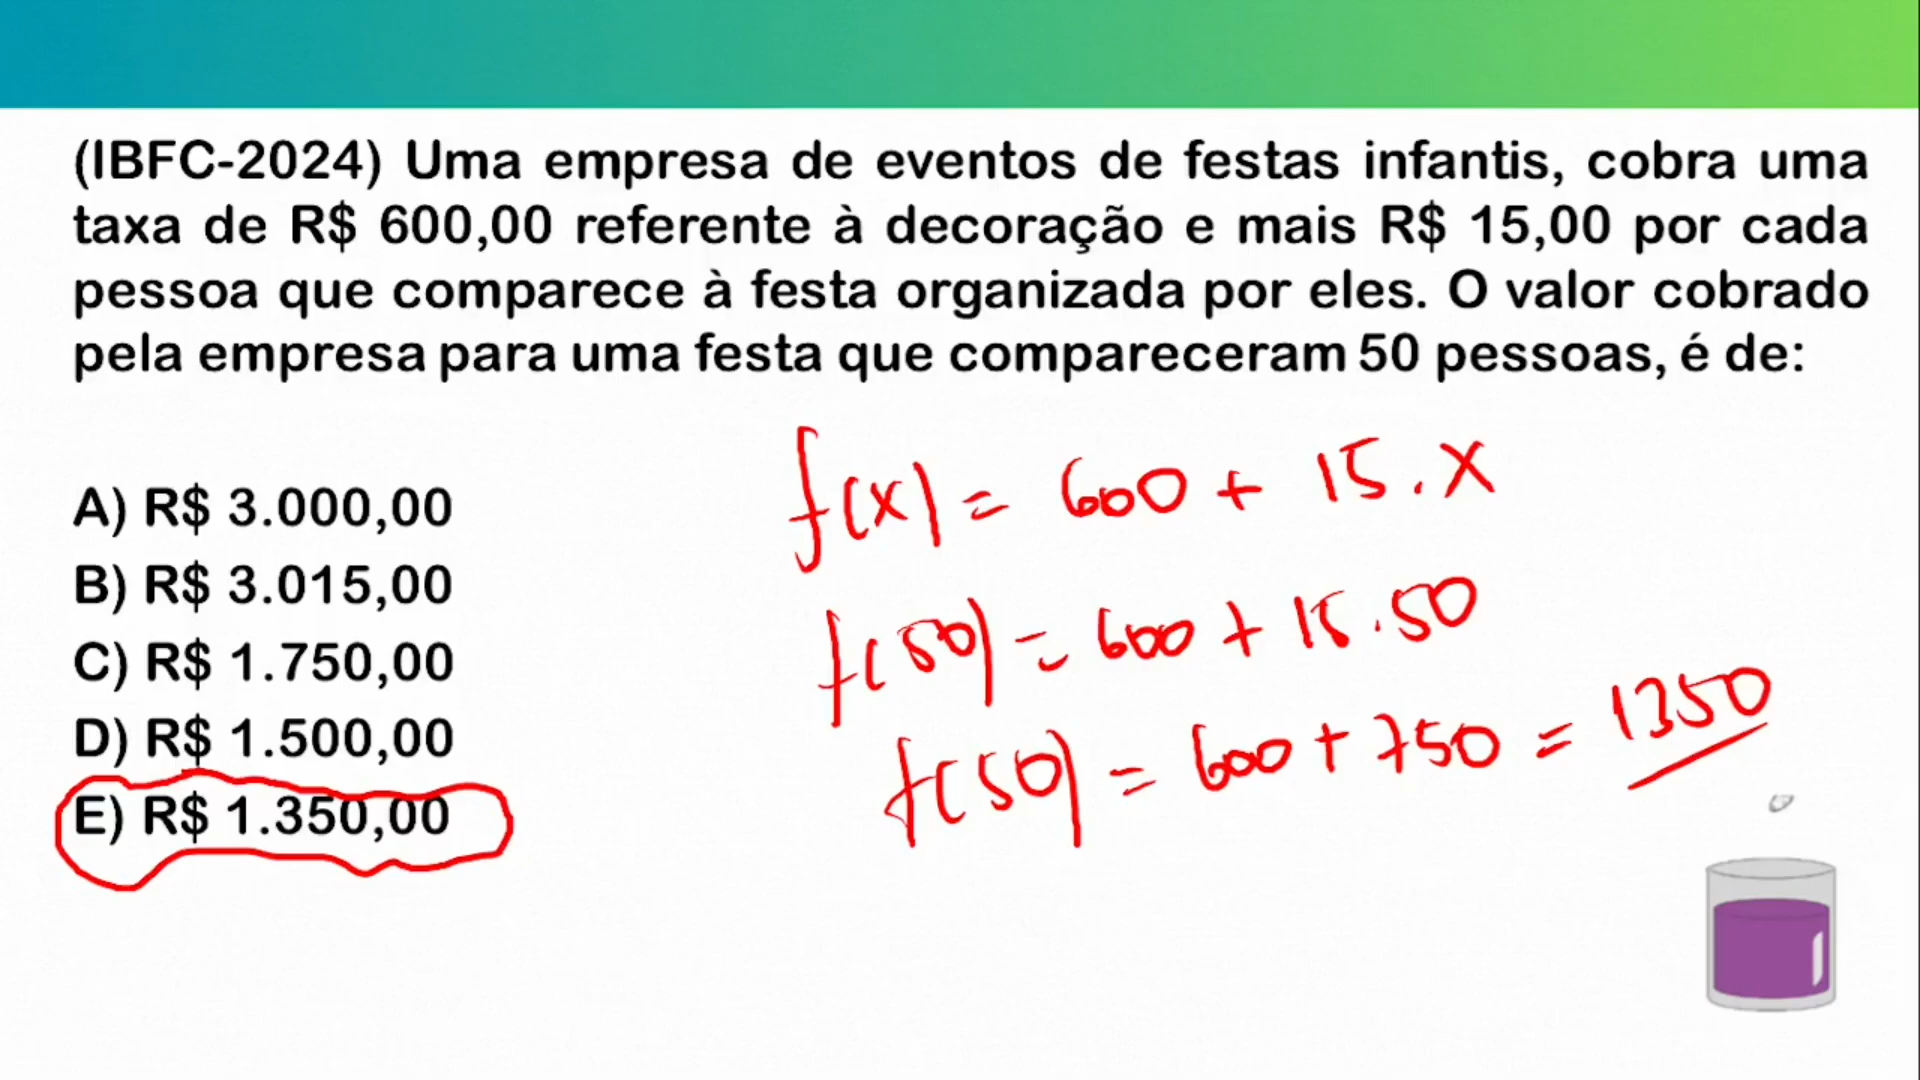 (IBFC-2024) Uma empresa de eventos de festas infantis, cobra uma
taxa de R$ 600,00 referente à decoração e mais R$ 15,00 por cada
pessoa que comparece à festa organizada por eles. O valor cobrado
pela empresa para uma festa que compareceram 50 pessoas, é de:
A) R$ 3.000,00
B) R$ 3.015,00
C) R$ 1.750,00
D) R$ 1.500,00
E) R$ 1.350,00
f(x) = 600 + 15.x
f(50) = 600 + 15.50
f(50) = 600 + 750 = 1350